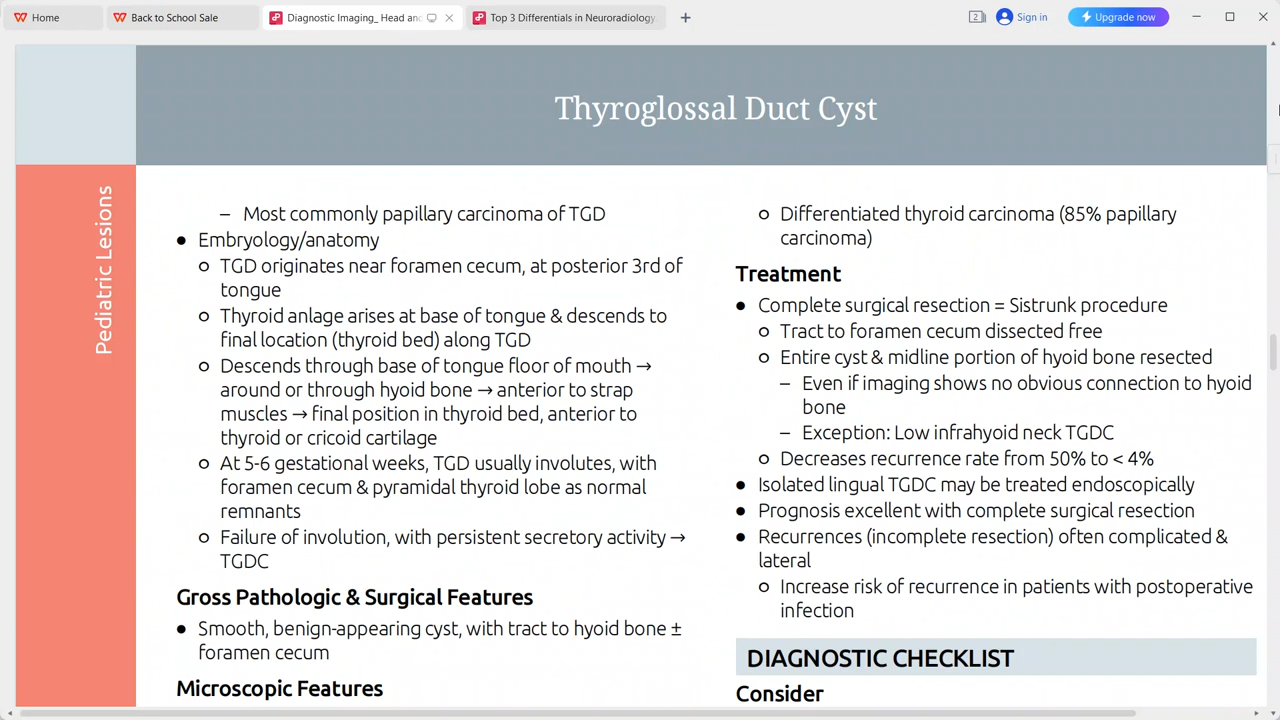 Home
Back to School Sale
Diagnostic Imaging_ Head and
Top 3 Differentials in Neuroradiology
2
Sign in
Upgrade now
Thyroglossal Duct Cyst
Pediatric Lesions
– Most commonly papillary carcinoma of TGD
● Embryology/anatomy
○ TGD originates near foramen cecum, at posterior 3rd of
tongue
○ Thyroid anlage arises at base of tongue & descends to
final location (thyroid bed) along TGD
○ Descends through base of tongue floor of mouth →
around or through hyoid bone → anterior to strap
muscles → final position in thyroid bed, anterior to
thyroid or cricoid cartilage
○ At 5-6 gestational weeks, TGD usually involutes, with
foramen cecum & pyramidal thyroid lobe as normal
remnants
○ Failure of involution, with persistent secretory activity →
TGDC
Gross Pathologic & Surgical Features
● Smooth, benign-appearing cyst, with tract to hyoid bone ±
foramen cecum
Microscopic Features
○ Differentiated thyroid carcinoma (85% papillary
carcinoma)
Treatment
● Complete surgical resection = Sistrunk procedure
○ Tract to foramen cecum dissected free
○ Entire cyst & midline portion of hyoid bone resected
– Even if imaging shows no obvious connection to hyoid
bone
– Exception: Low infrahyoid neck TGDC
○ Decreases recurrence rate from 50% to < 4%
● Isolated lingual TGDC may be treated endoscopically
● Prognosis excellent with complete surgical resection
● Recurrences (incomplete resection) often complicated &
lateral
○ Increase risk of recurrence in patients with postoperative
infection
DIAGNOSTIC CHECKLIST
Consider